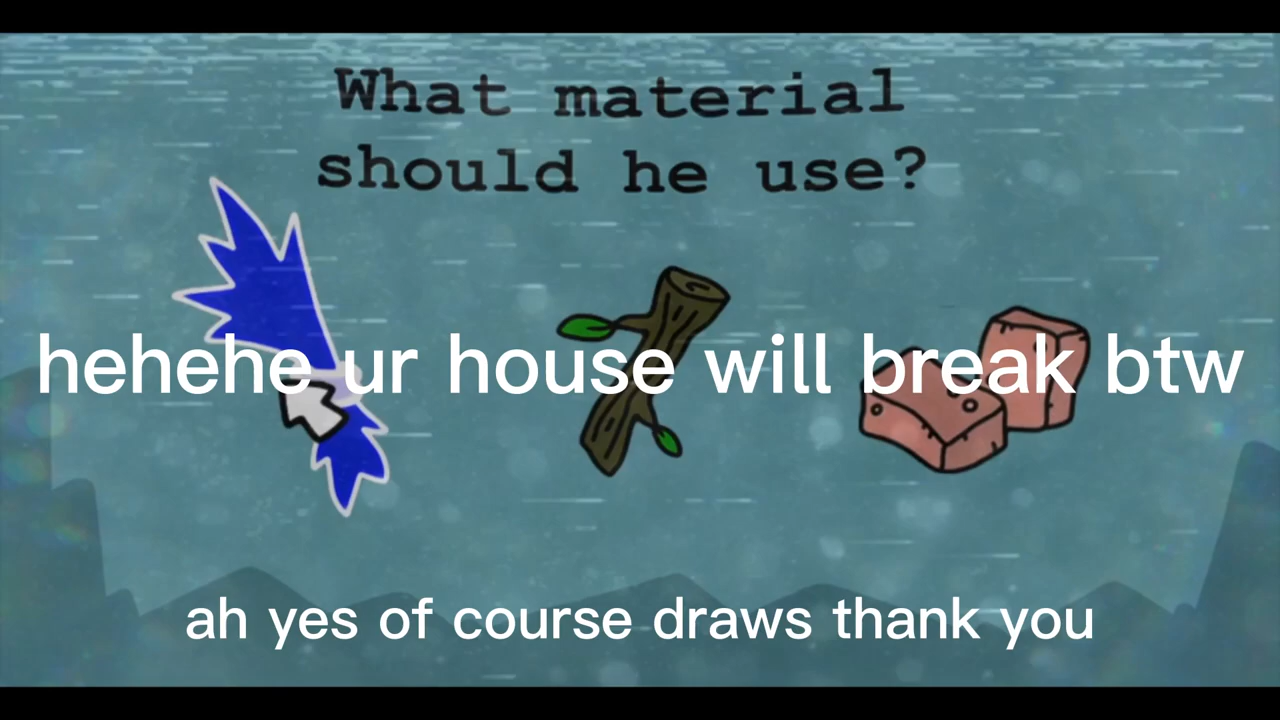 What material
should he use?
hehehe ur house will break btw
ah yes of course draws thank you